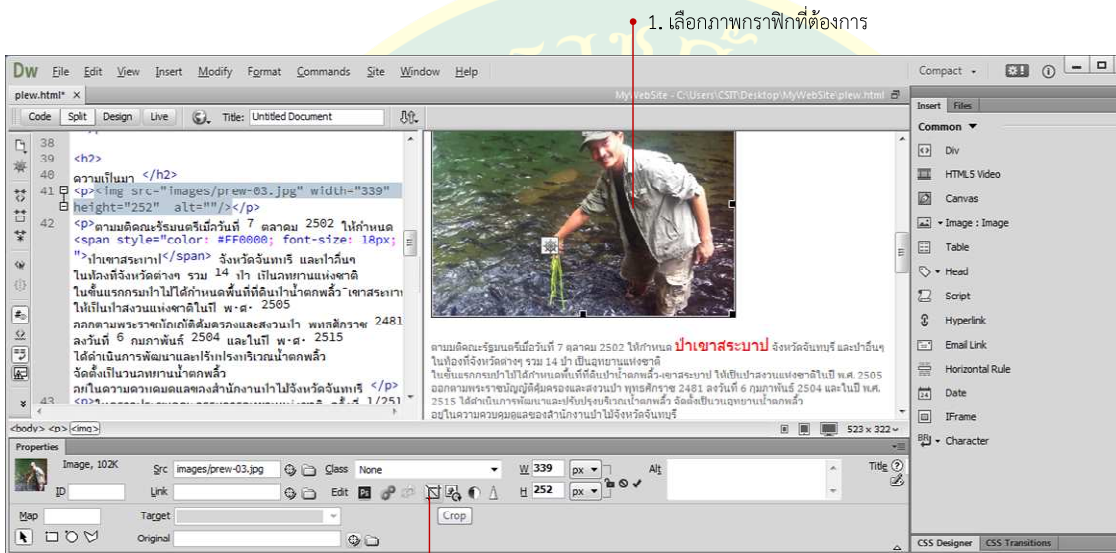 1. เลือกภาพกราฟิกที่ต้องการ
Dw File Edit View Insert Modify Format Commands Site Window Help
Compact
plew.html* ×
MyWebSite - C:\Users\CSIT\Desktop\MyWebSite\plew.html
Code Split Design Live Title: Untitled Document
Insert Files
Common
Div
HTML5 Video
Canvas
Image : Image
Table
Head
Script
Hyperlink
Email Link
Horizontal Rule
Date
IFrame
Character
38
39 <h2>
40 ความเป็นมา </h2>
41 <p><img src="images/prew-03.jpg" width="339"
height="252" alt=""/></p>
42 <p>ตามมติคณะรัฐมนตรีเมื่อวันที่ 7 ตุลาคม 2502 ให้กำหนด
<span style="color: #FF0000; font-size: 18px;
">ป่าเขาสระบาป</span> จังหวัดจันทบุรี และป่าอื่นๆ
ในท้องที่จังหวัดต่างๆ รวม 14 ป่า เป็นอุทยานแห่งชาติ
ในขั้นแรกกรมป่าไม้ได้กำหนดพื้นที่ที่ดินป่าน้ำตกพลิ้ว-เขาสระบาป
ให้เป็นป่าสงวนแห่งชาติในปี พ.ศ. 2505
ออกตามพระราชบัญญัติคุ้มครองและสงวนป่า พุทธศักราช 2481
ลงวันที่ 6 กุมภาพันธ์ 2504 และในปี พ.ศ. 2515
ได้ดำเนินการพัฒนาและปรับปรุงบริเวณน้ำตกพลิ้ว
จัดตั้งเป็นวนอุทยานน้ำตกพลิ้ว
อยู่ในความควบคุมดูแลของสำนักงานป่าไม้จังหวัดจันทบุรี </p>
43
ตามมติคณะรัฐมนตรีเมื่อวันที่ 7 ตุลาคม 2502 ให้กำหนด ป่าเขาสระบาป จังหวัดจันทบุรี และป่าอื่นๆ
ในท้องที่จังหวัดต่างๆ รวม 14 ป่า เป็นอุทยานแห่งชาติ
ในขั้นแรกกรมป่าไม้ได้กำหนดพื้นที่ที่ดินป่าน้ำตกพลิ้ว-เขาสระบาป ให้เป็นป่าสงวนแห่งชาติในปี พ.ศ. 2505
ออกตามพระราชบัญญัติคุ้มครองและสงวนป่า พุทธศักราช 2481 ลงวันที่ 6 กุมภาพันธ์ 2504 และในปี พ.ศ.
2515 ได้ดำเนินการพัฒนาและปรับปรุงบริเวณน้ำตกพลิ้ว จัดตั้งเป็นวนอุทยานน้ำตกพลิ้ว
อยู่ในความควบคุมดูแลของสำนักงานป่าไม้จังหวัดจันทบุรี
<body> <p> <img>
523 x 322
Properties
Image, 102K Src images/prew-03.jpg Class None W 339 px Alt Title
ID Link Edit Ps H 252 px
Map Target Crop
Original
CSS Designer CSS Transitions